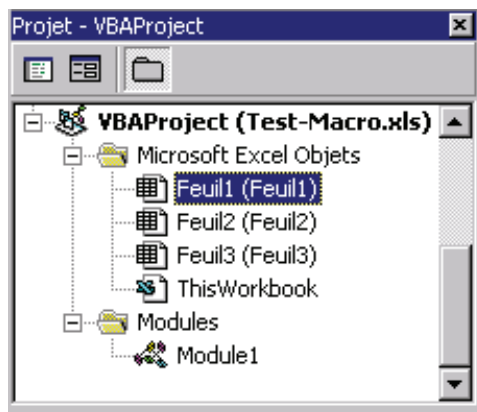 Projet - VBAProject
VBAProject (Test-Macro.xls)
Microsoft Excel Objets
Feuil1 (Feuil1)
Feuil2 (Feuil2)
Feuil3 (Feuil3)
ThisWorkbook
Modules
Module1